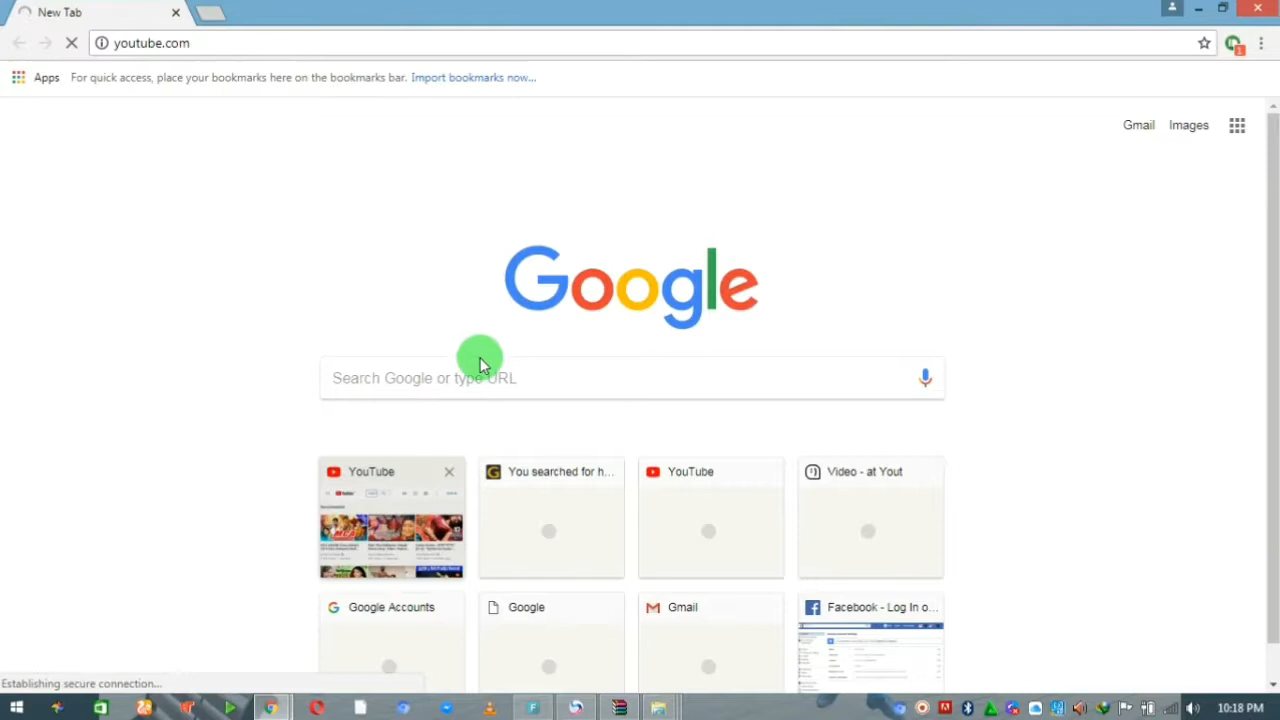 New Tab
youtube.com
Apps For quick access, place your bookmarks here on the bookmarks bar. Import bookmarks now...
Gmail Images
Google
Search Google or type URL
YouTube
You searched for h...
YouTube
Video - at Yout
Google Accounts
Google
Gmail
Facebook - Log In o...
Establishing secure connection...
10:18 PM